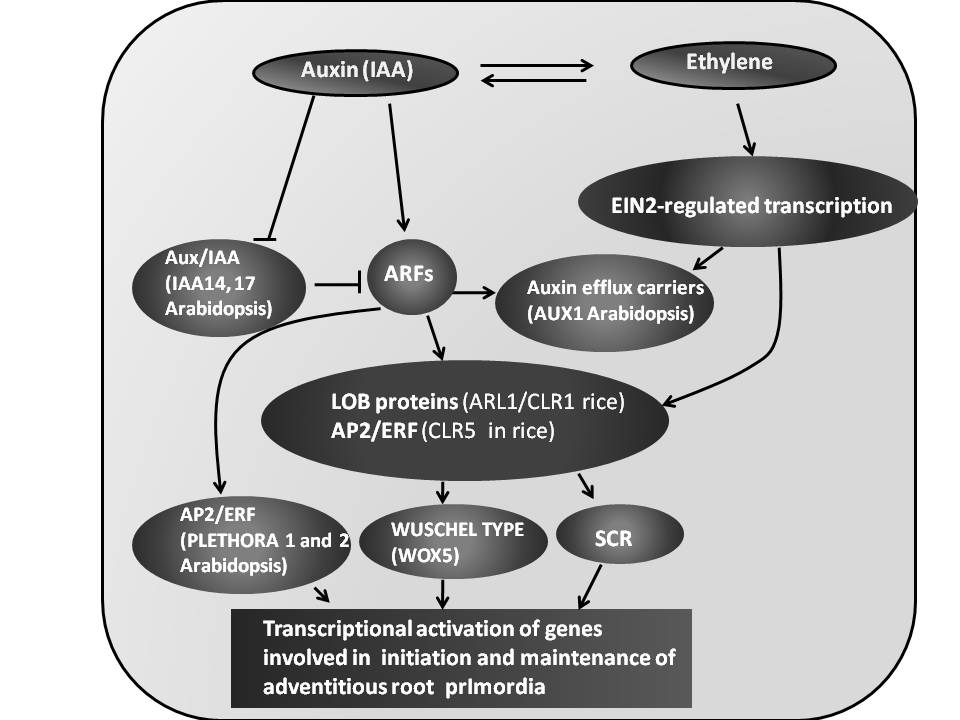 Auxin (IAA)
Ethylene
EIN2-regulated transcription
Aux/IAA
(IAA14, 17
Arabidopsis)
ARFs
Auxin efflux carriers
(AUX1 Arabidopsis)
LOB proteins (ARL1/CLR1 rice)
AP2/ERF (CLR5 in rice)
AP2/ERF
(PLETHORA 1 and 2
Arabidopsis)
WUSCHEL TYPE
(WOX5)
SCR
Transcriptional activation of genes
involved in initiation and maintenance of
adventitious root prImordia